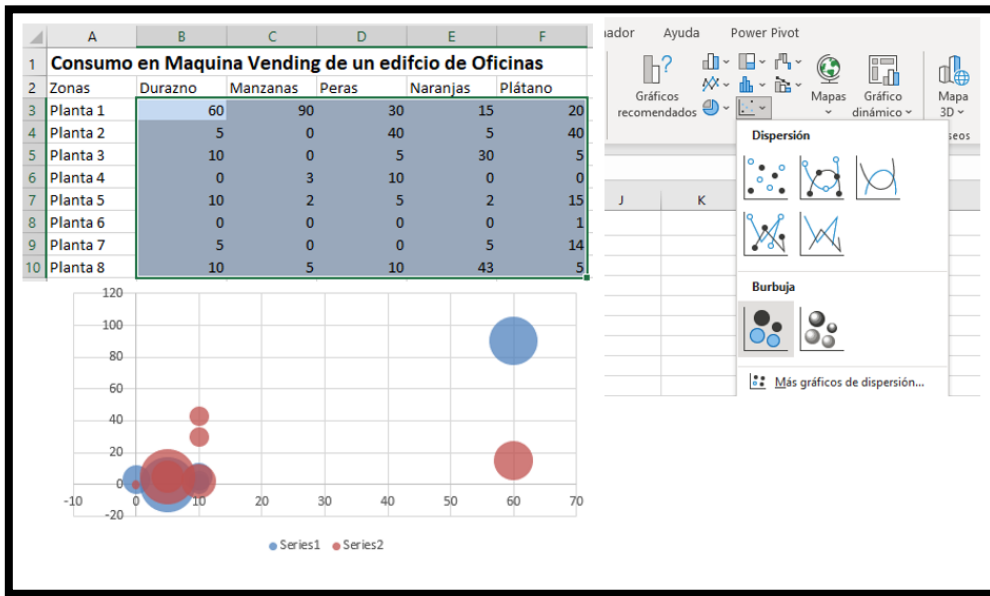 A B C D E F
1 Consumo en Maquina Vending de un edifcio de Oficinas
2 Zonas Durazno Manzanas Peras Naranjas Plátano
3 Planta 1 60 90 30 15 20
4 Planta 2 5 0 40 5 40
5 Planta 3 10 0 5 30 5
6 Planta 4 0 3 10 0 0
7 Planta 5 10 2 5 2 15
8 Planta 6 0 0 0 0 1
9 Planta 7 5 0 0 5 14
10 Planta 8 10 5 10 43 5
120
100
80
60
40
20
0
-20
-10 0 10 20 30 40 50 60 70
Series1 Series2
Ayuda Power Pivot
Gráficos
recomendados
Mapas
Gráfico
dinámico
Mapa
3D
Dispersión
J K
Burbuja
Más gráficos de dispersión...